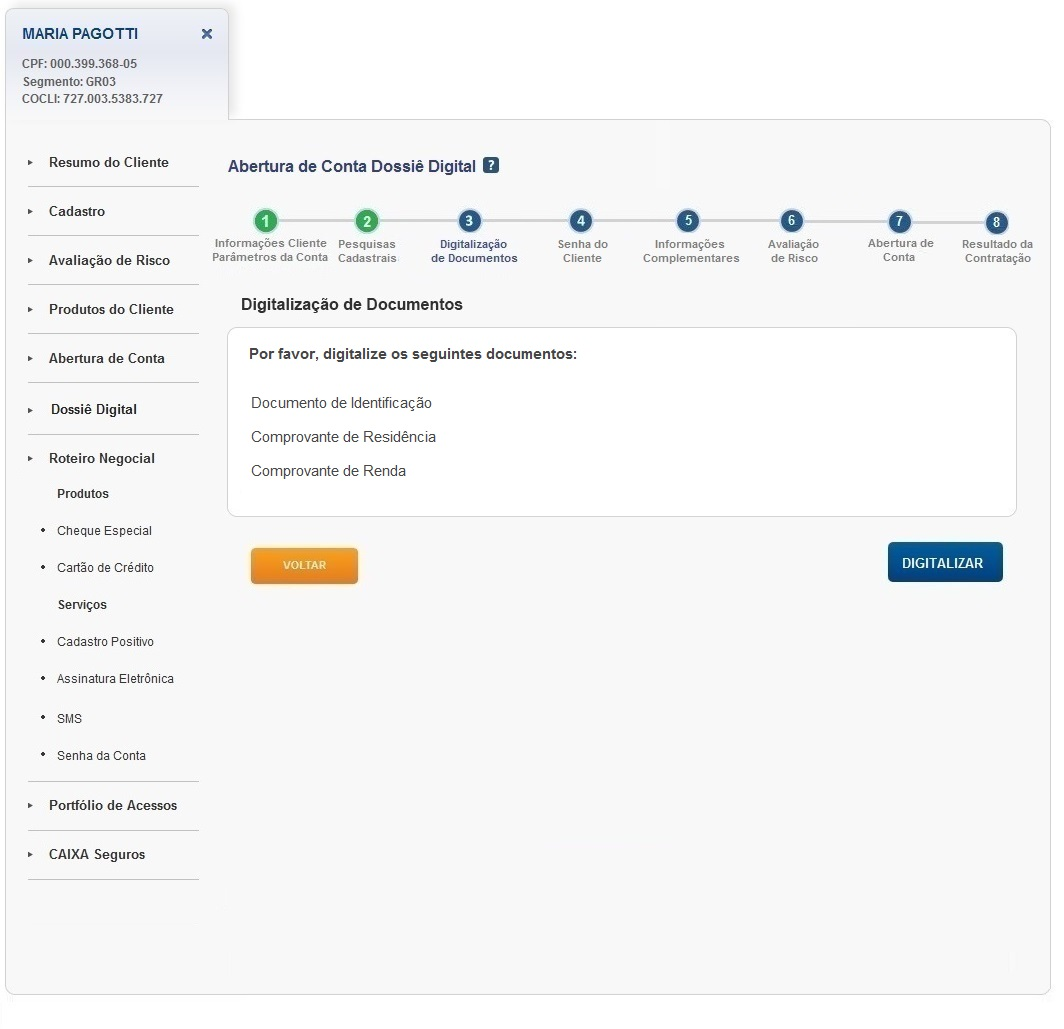 MARIA PAGOTTI
CPF: 000.399.368-05
Segmento: GR03
COCLI: 727.003.5383.727
Resumo do Cliente
Cadastro
Avaliação de Risco
Produtos do Cliente
Abertura de Conta
Dossiê Digital
Roteiro Negocial
Produtos
Cheque Especial
Cartão de Crédito
Serviços
Cadastro Positivo
Assinatura Eletrônica
SMS
Senha da Conta
Portfólio de Acessos
CAIXA Seguros
Abertura de Conta Dossiê Digital ?
1
Informações Cliente
Parâmetros da Conta
2
Pesquisas
Cadastrais
3
Digitalização
de Documentos
4
Senha do
Cliente
5
Informações
Complementares
6
Avaliação
de Risco
7
Abertura de
Conta
8
Resultado da
Contratação
Digitalização de Documentos
Por favor, digitalize os seguintes documentos:
Documento de Identificação
Comprovante de Residência
Comprovante de Renda
VOLTAR
DIGITALIZAR